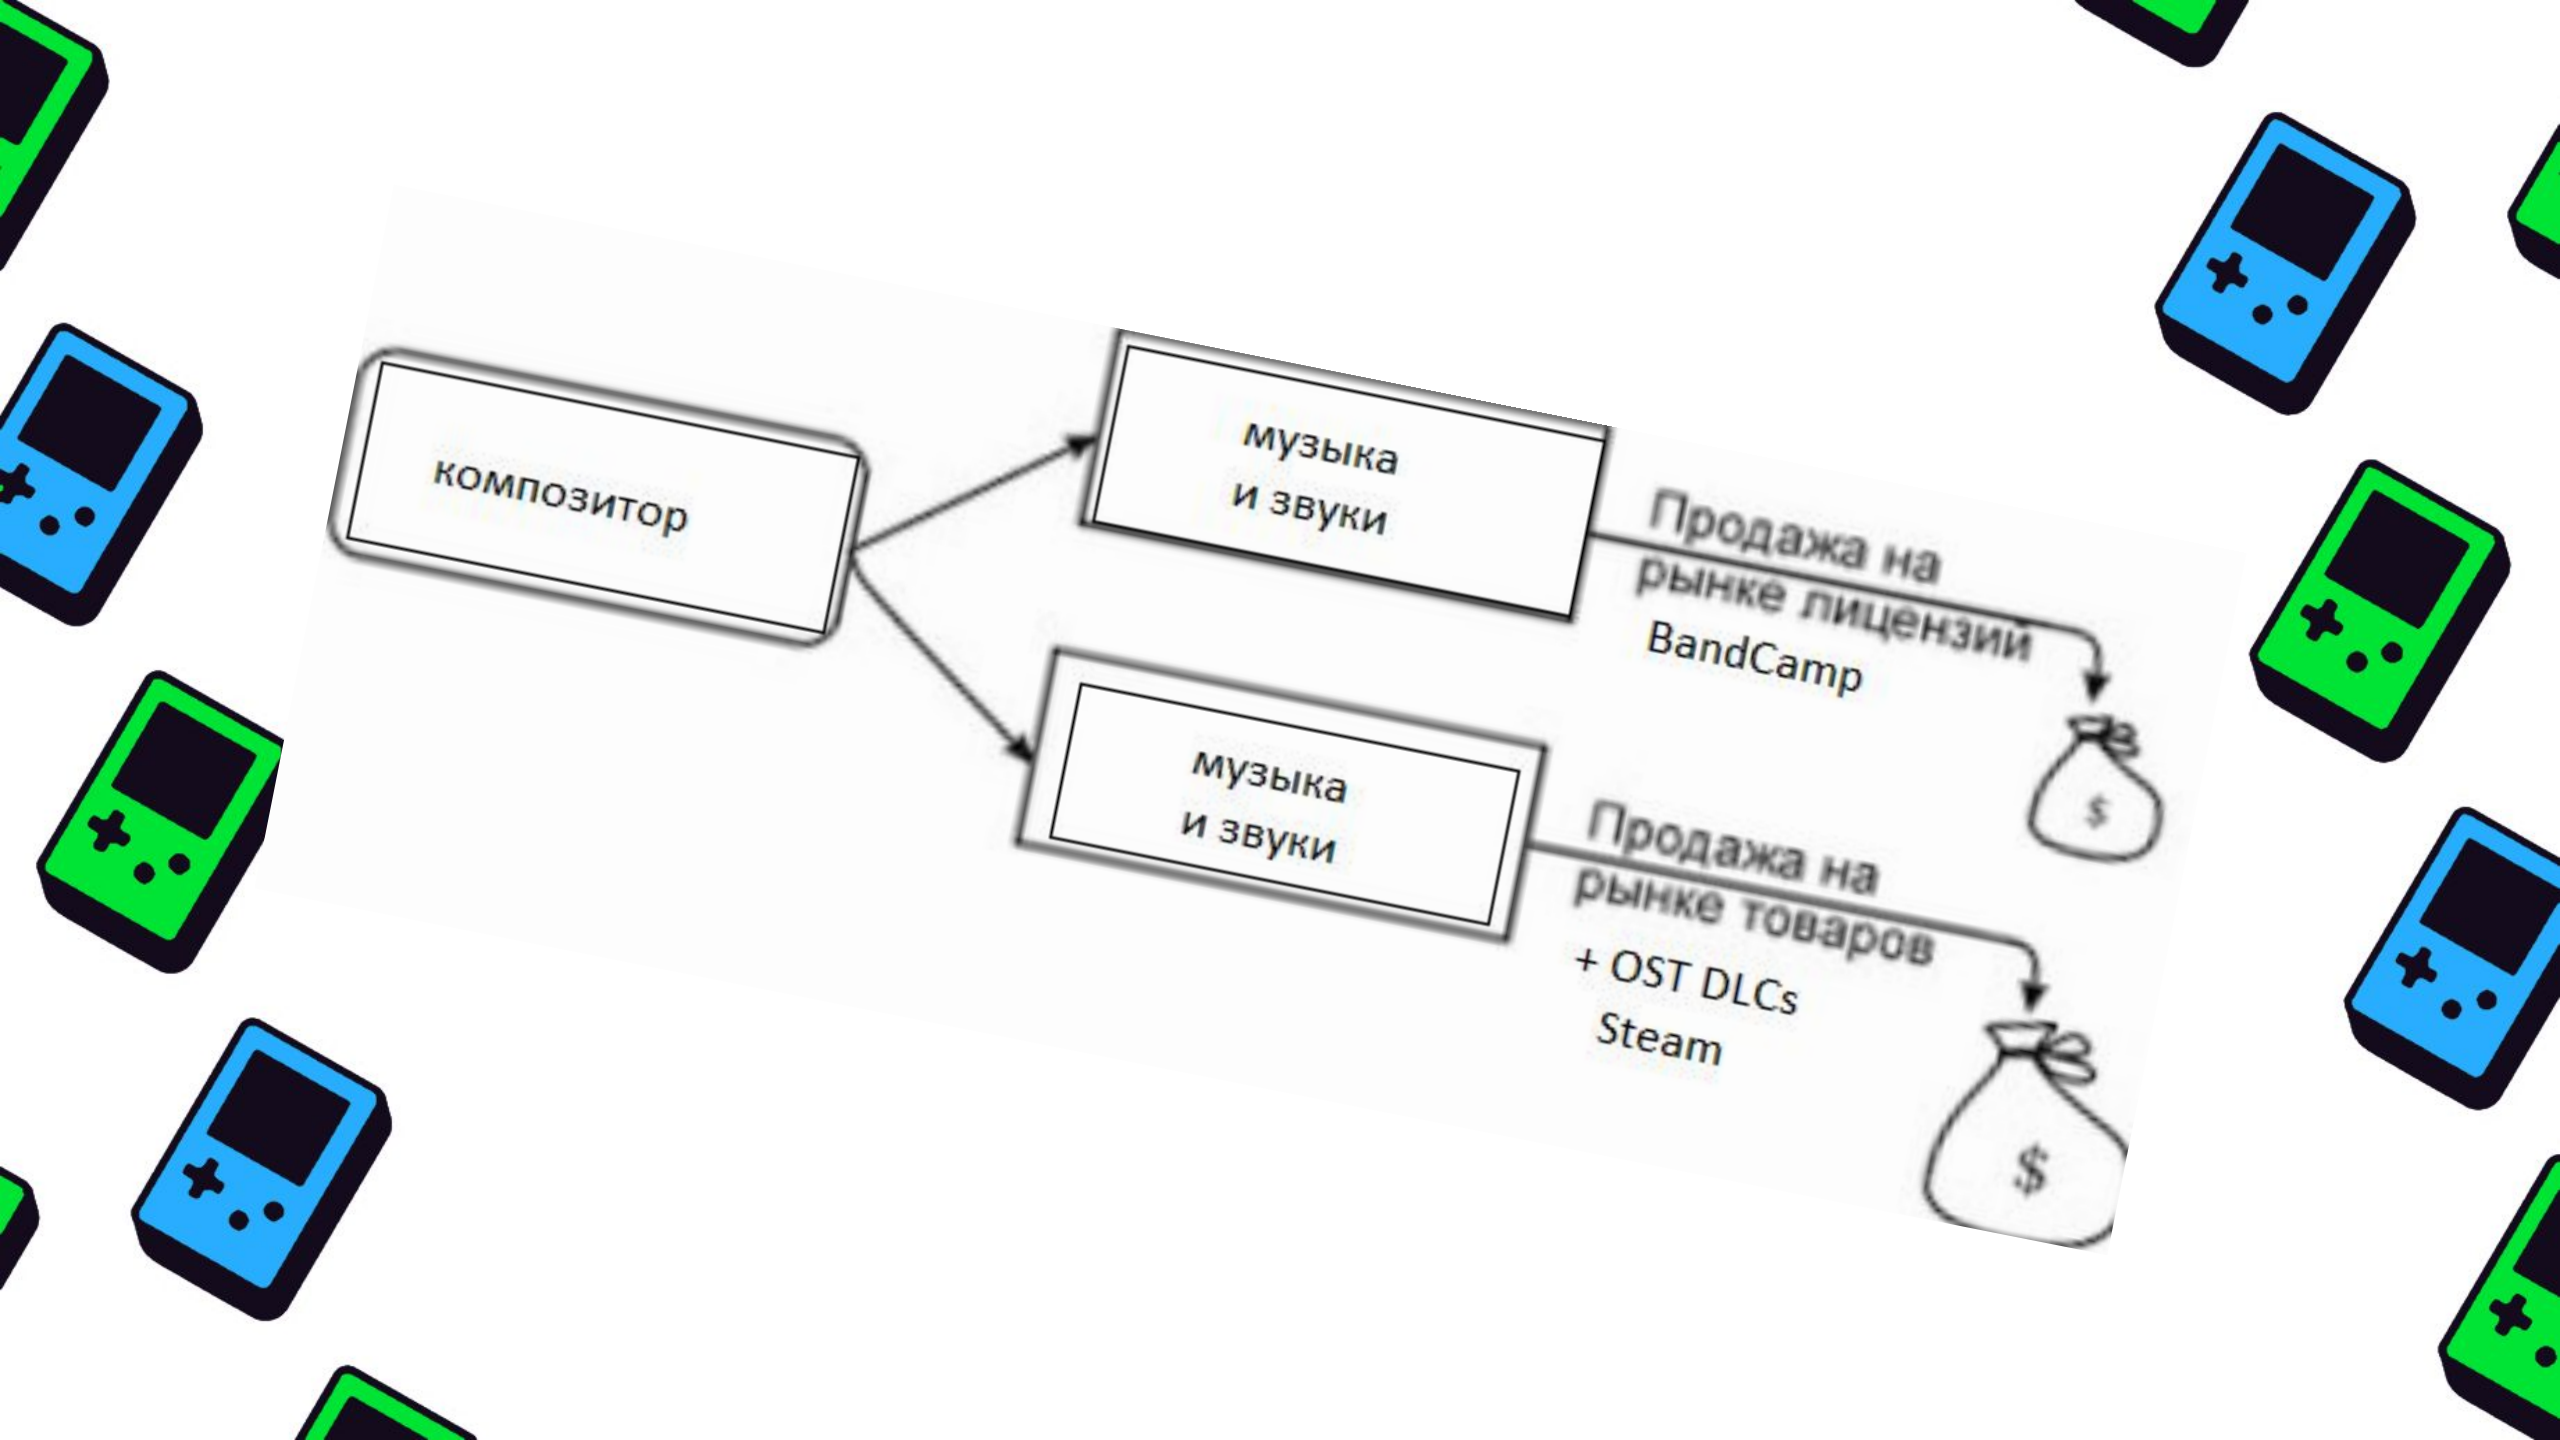 композитор
музыка
и звуки
Продажа на
рынке лицензий
BandCamp
$
музыка
и звуки
Продажа на
рынке товаров
+ OST DLCs
Steam
$